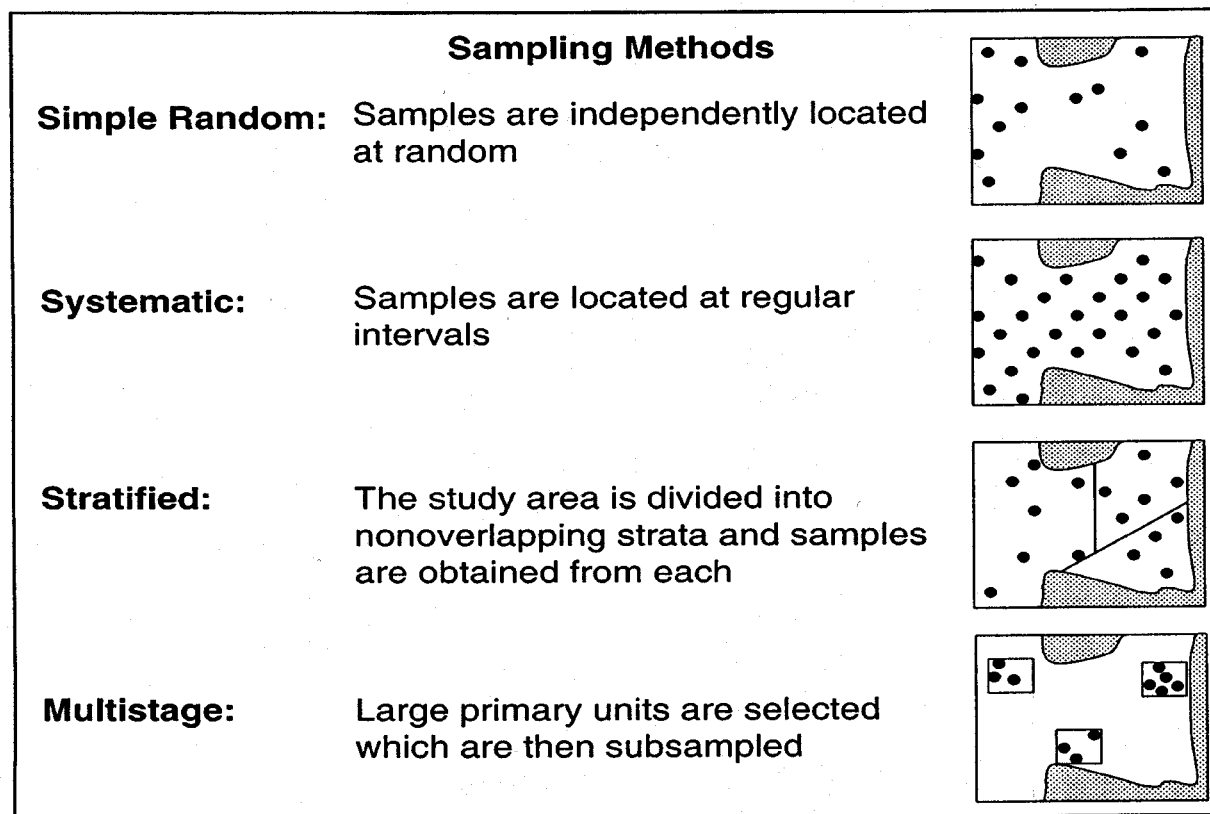 Sampling Methods
Simple Random:
Samples are independently located
at random
Systematic:
Samples are located at regular
intervals
Stratified:
The study area is divided into
nonoverlapping strata and samples
are obtained from each
Multistage:
Large primary units are selected
which are then subsampled